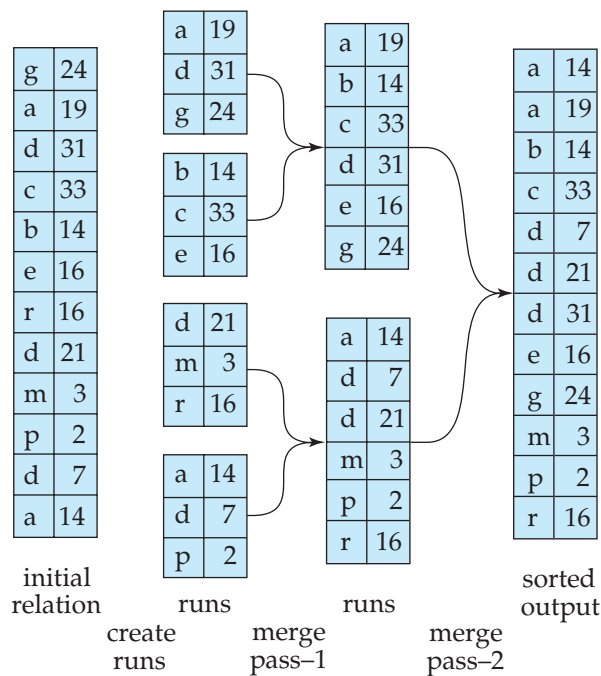 g 24
a 19
d 31
c 33
b 14
e 16
r 16
d 21
m 3
p 2
d 7
a 14
initial
relation
a 19
d 31
g 24
b 14
c 33
e 16
d 21
m 3
r 16
a 14
d 7
p 2
runs
create
runs
a 19
b 14
c 33
d 31
e 16
g 24
a 14
d 7
d 21
m 3
p 2
r 16
runs
merge
pass–1
a 14
a 19
b 14
c 33
d 7
d 21
d 31
e 16
g 24
m 3
p 2
r 16
sorted
output
merge
pass–2